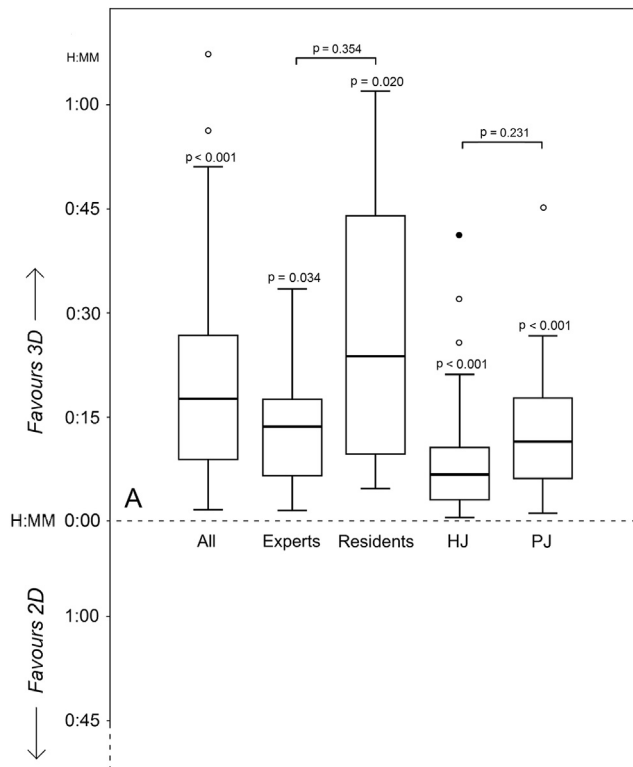 H:MM
p = 0.354
1:00
p = 0.020
p < 0.001
p = 0.231
0:45
Favours 3D
0:30
p = 0.034
p < 0.001
p < 0.001
0:15
A
H:MM 0:00
All Experts Residents HJ PJ
1:00
Favours 2D
0:45